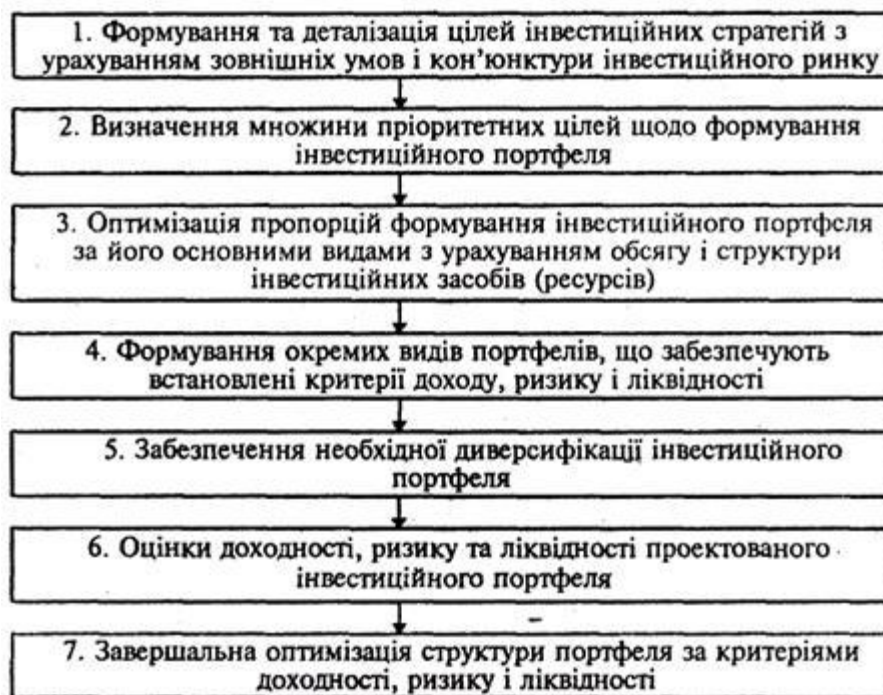 1. Формування та деталізація цілей інвестиційних стратегій з
урахуванням зовнішніх умов і кон’юнктури інвестиційного ринку
2. Визначення множини пріоритетних цілей щодо формування
інвестиційного портфеля
3. Оптимізація пропорцій формування інвестиційного портфеля
за його основними видами з урахуванням обсягу і структури
інвестиційних засобів (ресурсів)
4. Формування окремих видів портфелів, що забезпечують
встановлені критерії доходу, ризику і ліквідності
5. Забезпечення необхідної диверсифікації інвестиційного
портфеля
6. Оцінки доходності, ризику та ліквідності проектованого
інвестиційного портфеля
7. Завершальна оптимізація структури портфеля за критеріями
доходності, ризику і ліквідності